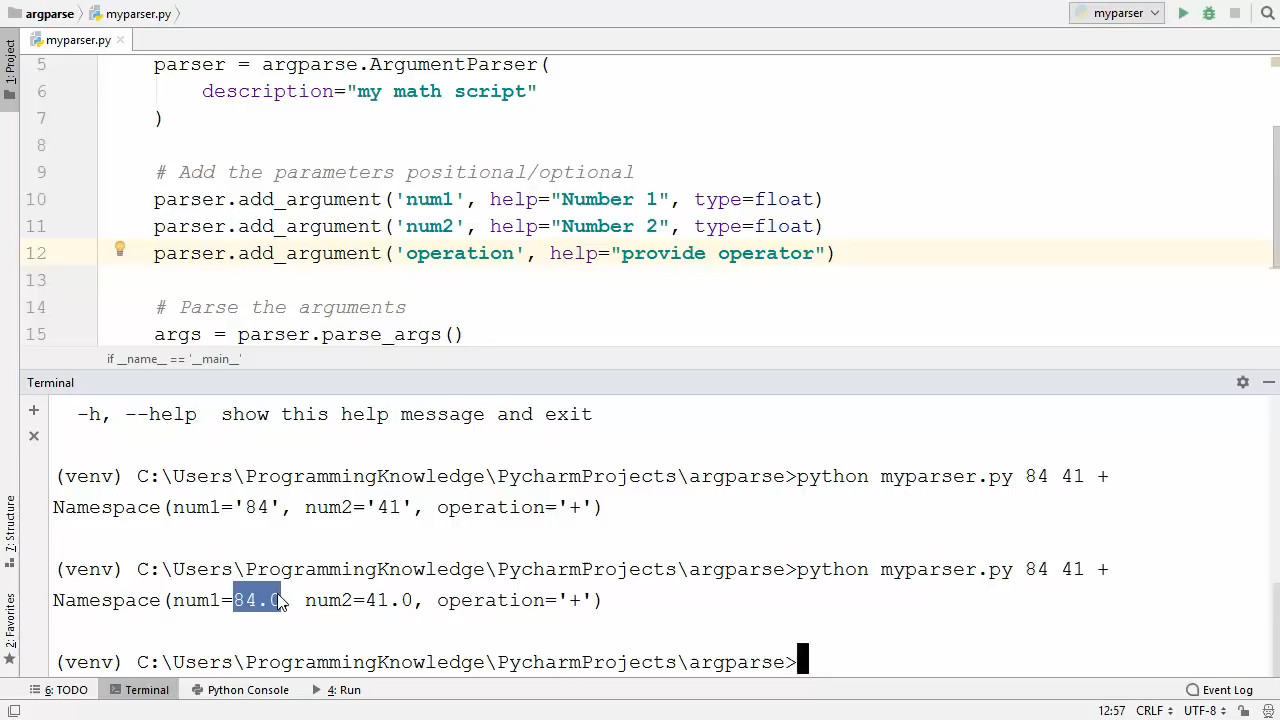 argparse myparser.py myparser
myparser.py
1: Project
5 parser = argparse.ArgumentParser(
6 description="my math script"
7 )
8
9 # Add the parameters positional/optional
10 parser.add_argument('num1', help="Number 1", type=float)
11 parser.add_argument('num2', help="Number 2", type=float)
12 parser.add_argument('operation', help="provide operator")
13
14 # Parse the arguments
15 args = parser.parse_args()
if __name__ == '__main__'
Terminal
-h, --help  show this help message and exit
(venv) C:\Users\ProgrammingKnowledge\PycharmProjects\argparse>python myparser.py 84 41 +
Namespace(num1='84', num2='41', operation='+')
(venv) C:\Users\ProgrammingKnowledge\PycharmProjects\argparse>python myparser.py 84 41 +
Namespace(num1=84.0, num2=41.0, operation='+')
(venv) C:\Users\ProgrammingKnowledge\PycharmProjects\argparse>
7: Structure
2: Favorites
6: TODO Terminal Python Console 4: Run Event Log
12:57 CRLF UTF-8